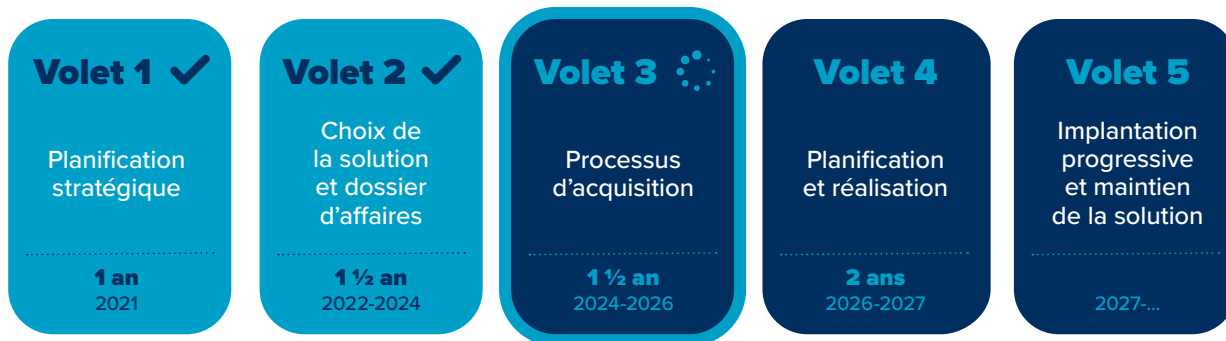 Volet 1
Planification
stratégique
1 an
2021
Volet 2
Choix de
la solution
et dossier
d'affaires
1 ½ an
2022-2024
Volet 3
Processus
d'acquisition
1 ½ an
2024-2026
Volet 4
Planification
et réalisation
2 ans
2026-2027
Volet 5
Implantation
progressive
et maintien
de la solution
2027-...